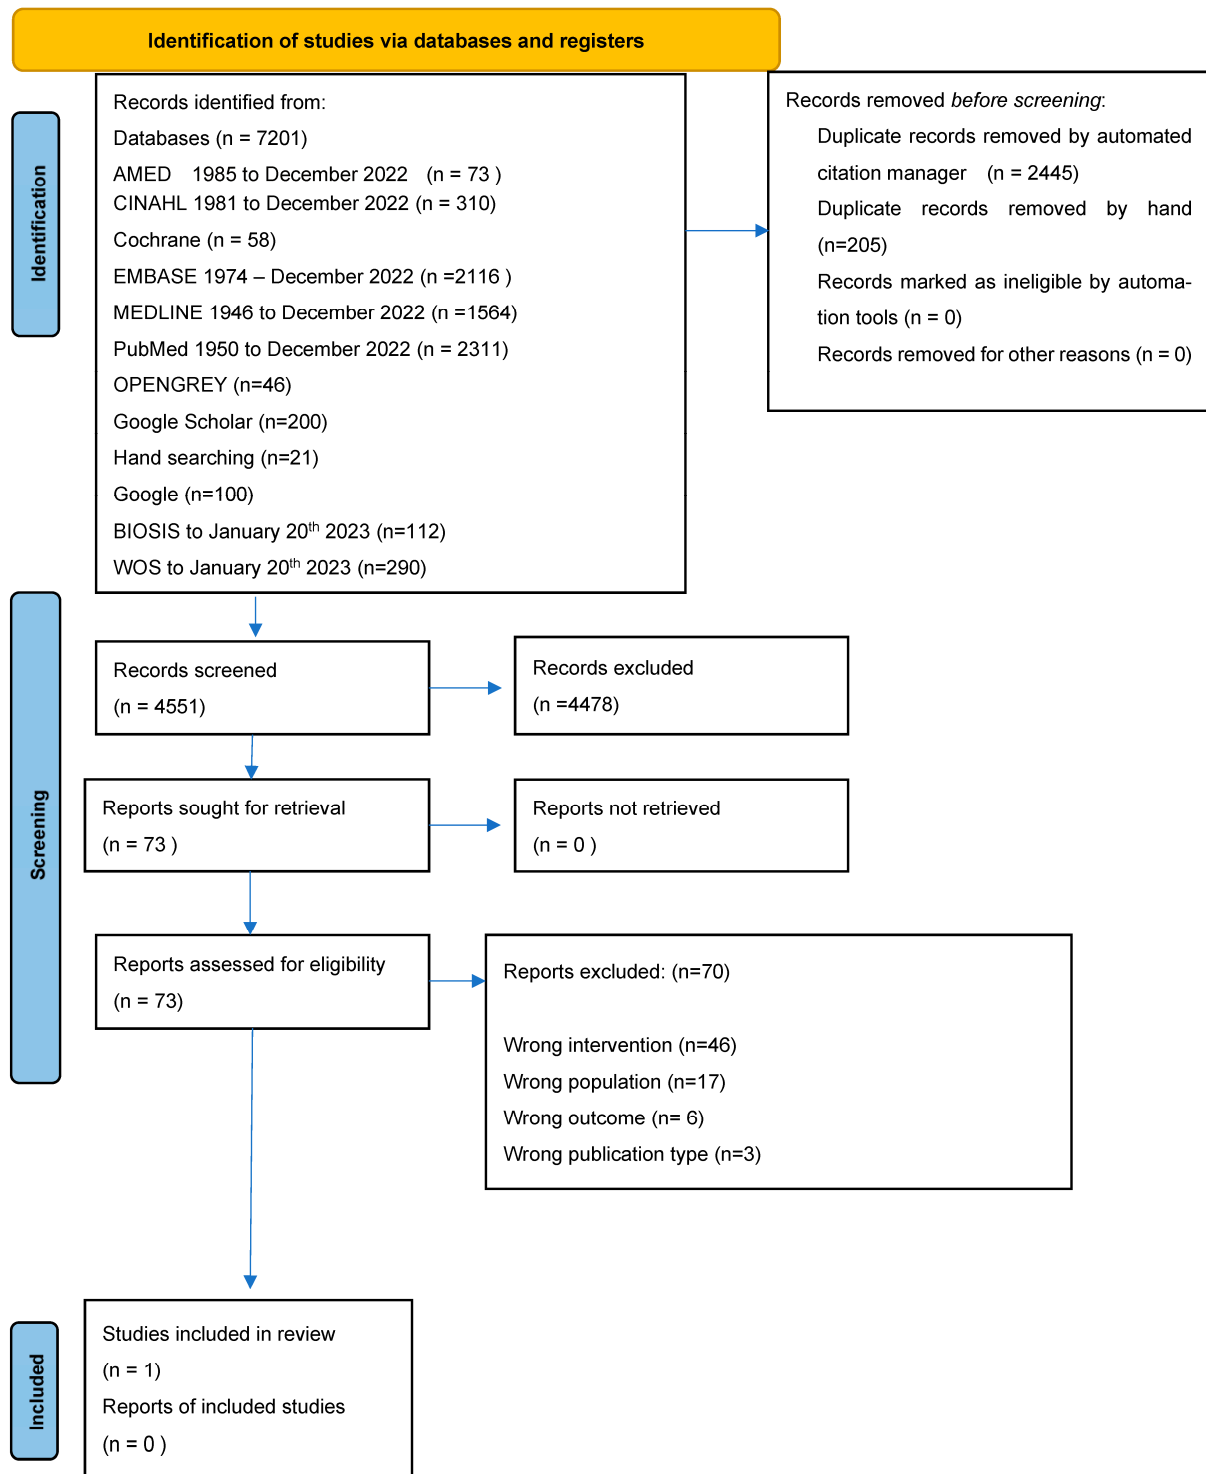 Identification of studies via databases and registers
Identification
Records identified from:
Databases (n = 7201)
AMED 1985 to December 2022 (n = 73 )
CINAHL 1981 to December 2022 (n = 310)
Cochrane (n = 58)
EMBASE 1974 – December 2022 (n =2116 )
MEDLINE 1946 to December 2022 (n =1564)
PubMed 1950 to December 2022 (n = 2311)
OPENGREY (n=46)
Google Scholar (n=200)
Hand searching (n=21)
Google (n=100)
BIOSIS to January 20th 2023 (n=112)
WOS to January 20th 2023 (n=290)
Records removed before screening:
Duplicate records removed by automated
citation manager (n = 2445)
Duplicate records removed by hand
(n=205)
Records marked as ineligible by automa-
tion tools (n = 0)
Records removed for other reasons (n = 0)
Screening
Records screened
(n = 4551)
Records excluded
(n =4478)
Reports sought for retrieval
(n = 73 )
Reports not retrieved
(n = 0 )
Reports assessed for eligibility
(n = 73)
Reports excluded: (n=70)
Wrong intervention (n=46)
Wrong population (n=17)
Wrong outcome (n= 6)
Wrong publication type (n=3)
Included
Studies included in review
(n = 1)
Reports of included studies
(n = 0 )